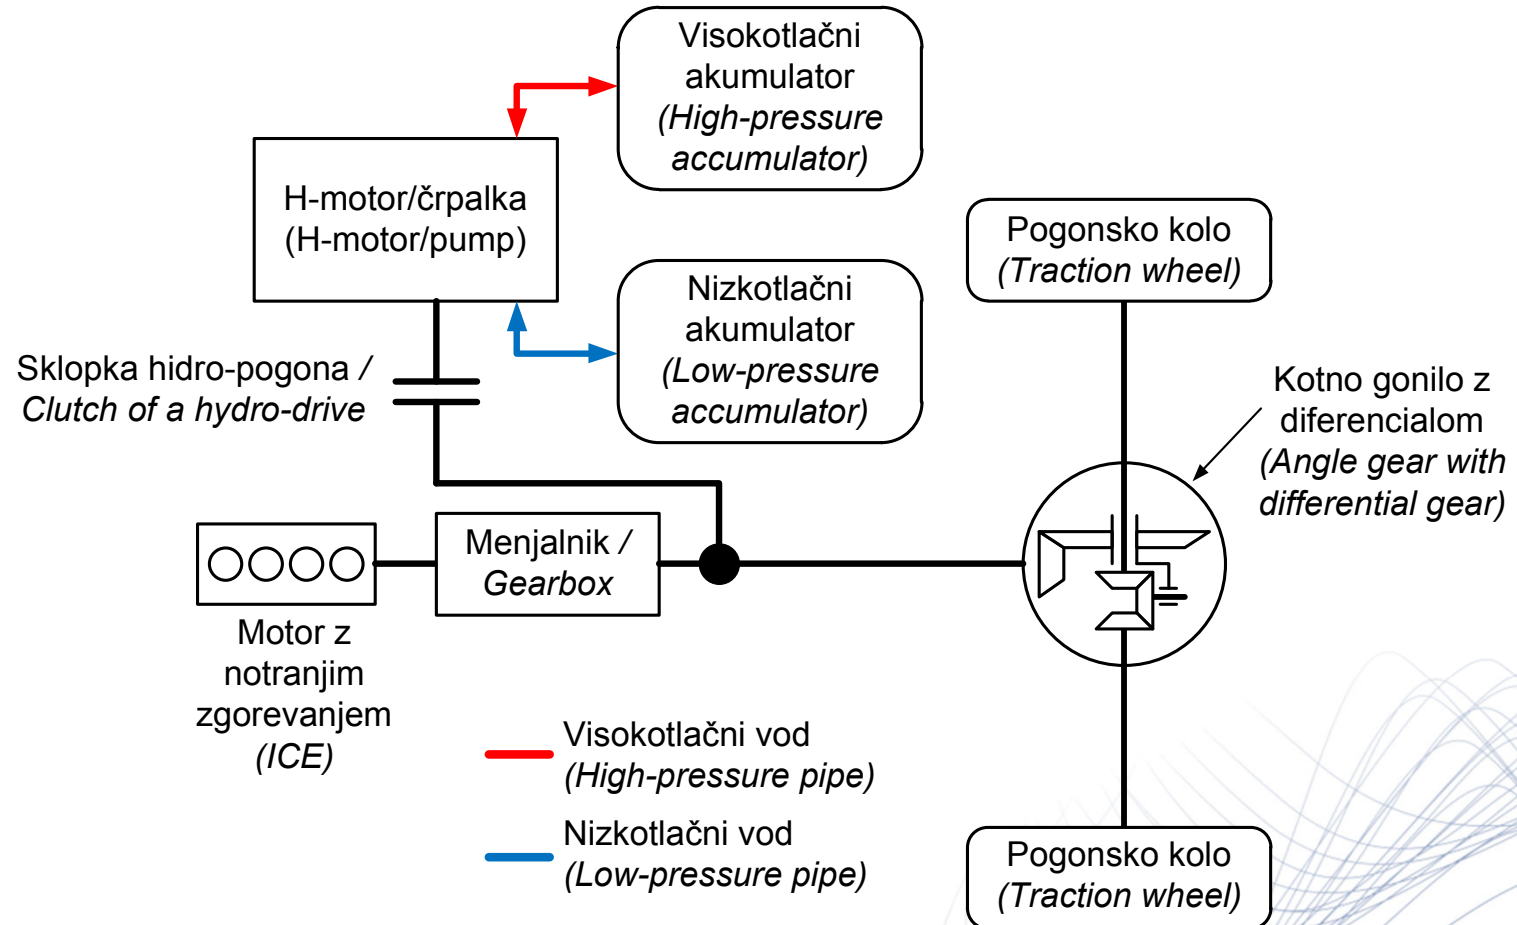 Visokotlačni
akumulator
(High-pressure
accumulator)
H-motor/črpalka
(H-motor/pump)
Pogonsko kolo
(Traction wheel)
Nizkotlačni
akumulator
(Low-pressure
accumulator)
Sklopka hidro-pogona /
Clutch of a hydro-drive
Kotno gonilo z
diferencialom
(Angle gear with
differential gear)
Menjalnik /
Gearbox
Motor z
notranjim
zgorevanjem
(ICE)
Visokotlačni vod
(High-pressure pipe)
Nizkotlačni vod
(Low-pressure pipe)
Pogonsko kolo
(Traction wheel)